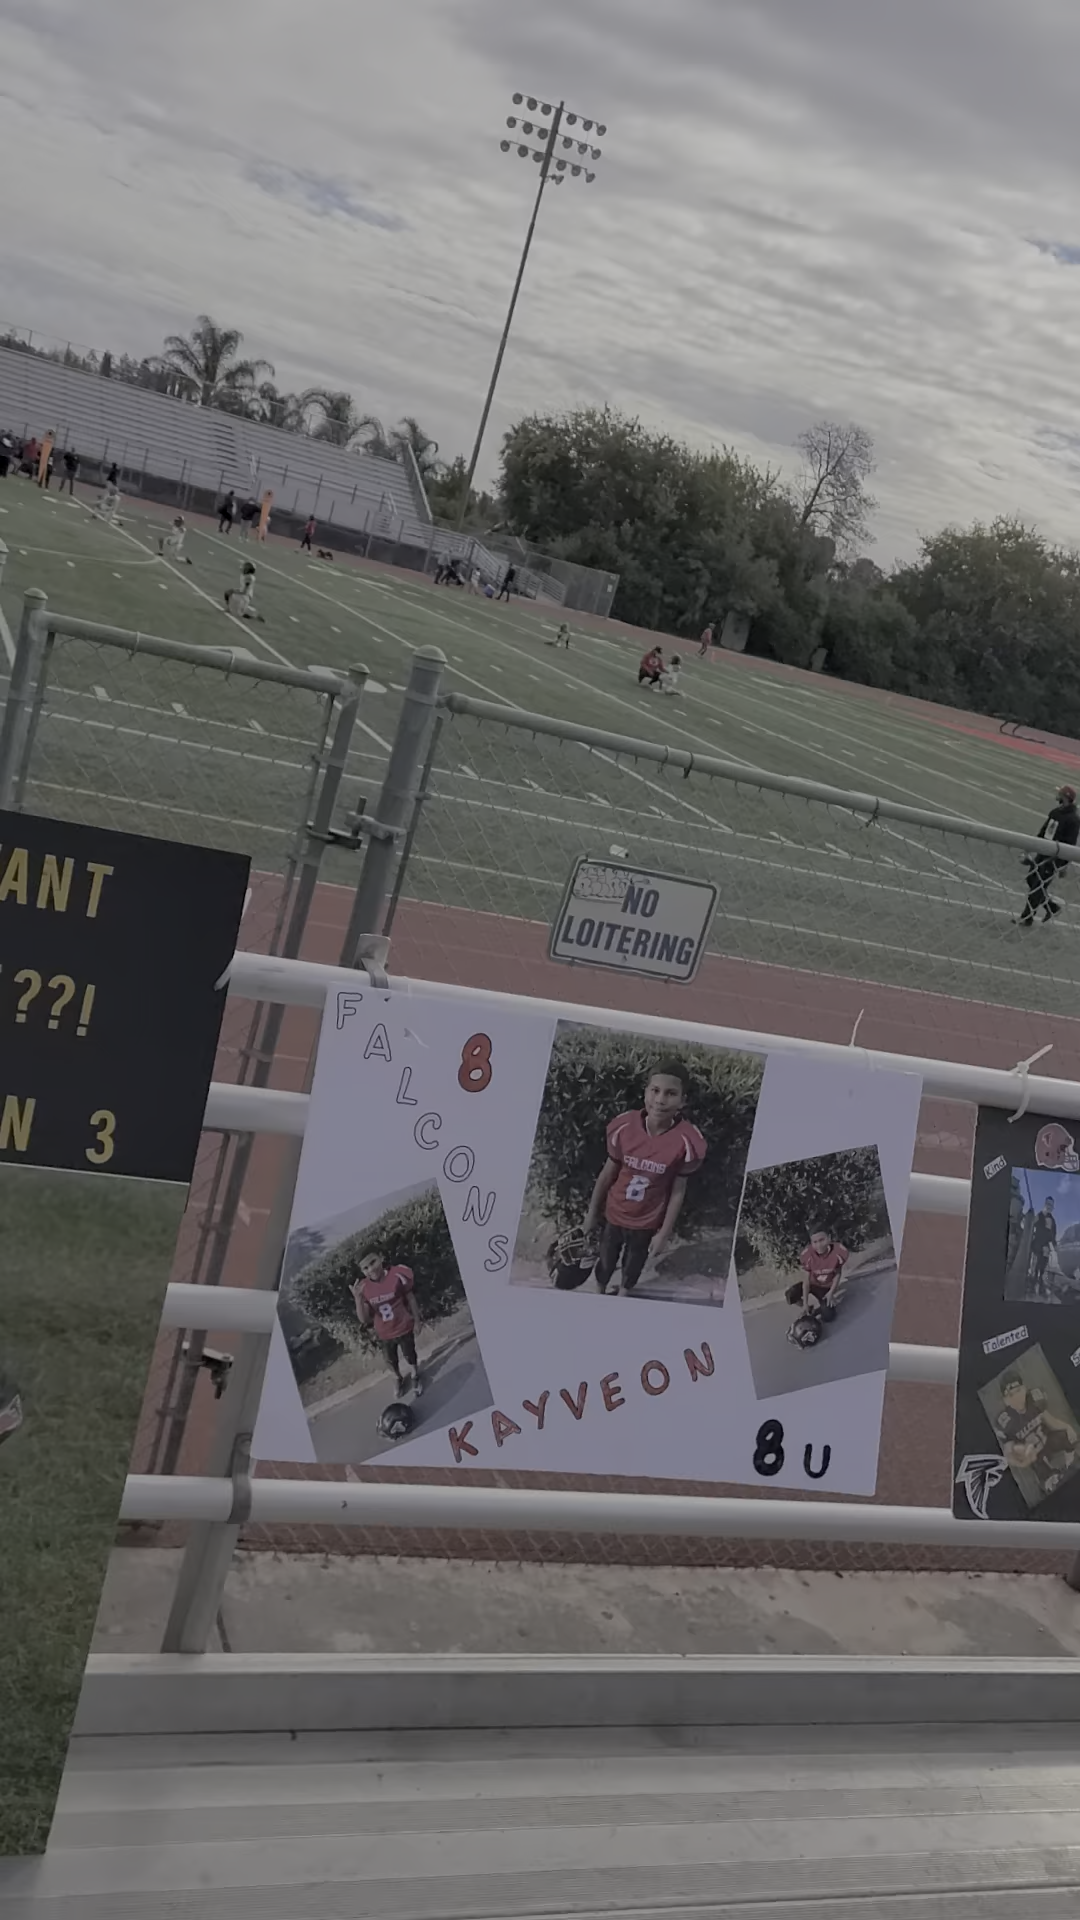 NO
LOITERING
ANT
??!
N 3
FALCONS
8
FALCONS
8
8
KAYVEON
8U
Kind
Talented